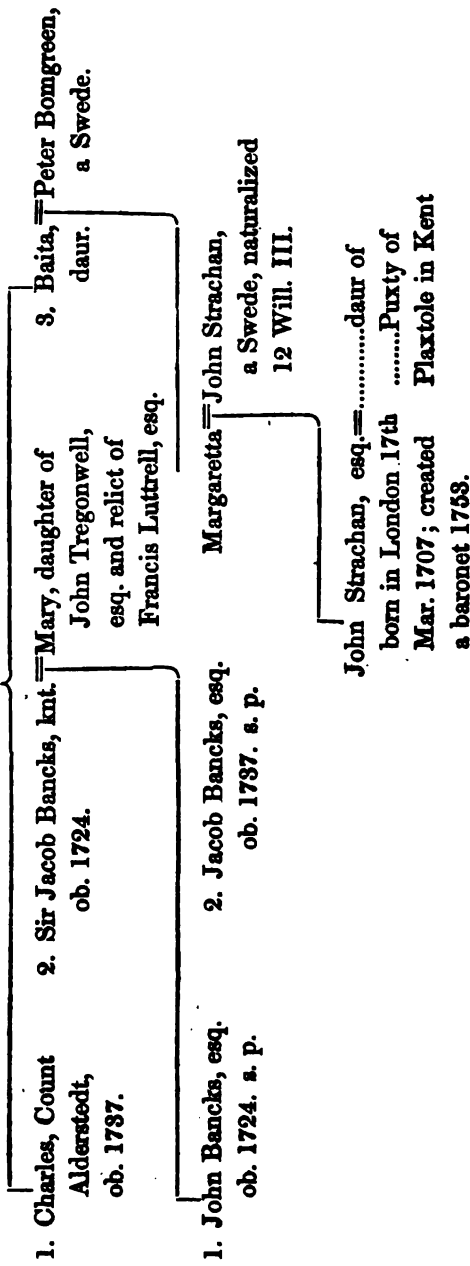 1. Charles, Count
Alderstedt,
ob. 1737.
2. Sir Jacob Bancks, knt.
ob. 1724.
=Mary, daughter of
John Tregonwell,
esq. and relict of
Francis Luttrell, esq.
3. Baita,
daur.
=Peter Bomgreen,
a Swede.
1. John Bancks, esq.
ob. 1724. s. p.
2. Jacob Bancks, esq.
ob. 1737. s. p.
Margaretta=John Strachan,
a Swede, naturalized
12 Will. III.
John Strachan, esq.=............daur of
born in London 17th ........Puxty of
Mar. 1707; created Plaxtole in Kent
a baronet 1753.